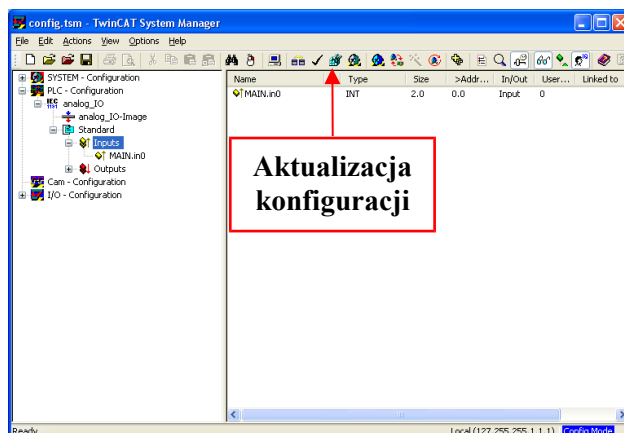 config.tsm - TwinCAT System Manager
File Edit Actions View Options Help
SYSTEM - Configuration
PLC - Configuration
IEC
1131
analog_IO
analog_IO-Image
Standard
Inputs
MAIN.in0
Outputs
Cam - Configuration
I/O - Configuration
Name Type Size >Addr... In/Out User... Linked to
MAIN.in0 INT 2.0 0.0 Input 0
Aktualizacja
konfiguracji
Ready Local (127.255.255.1.1.1) Config Mode